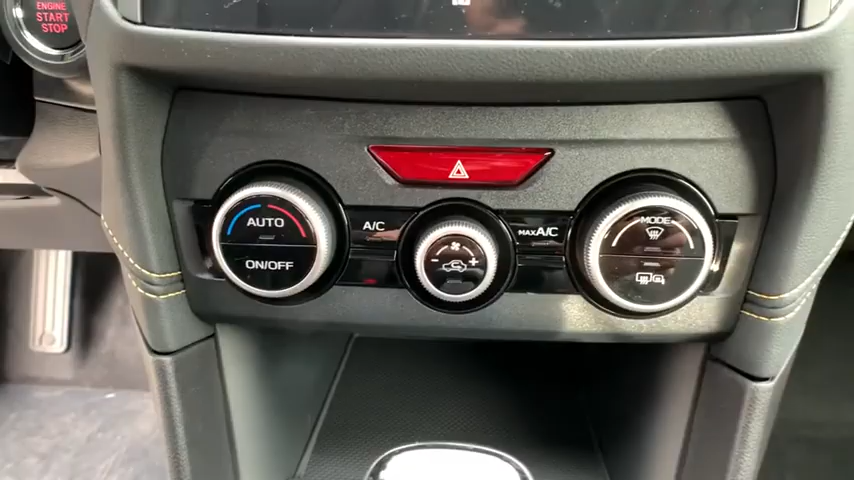 ENGINE
START
STOP
AUTO
ON/OFF
A/C
- +
MAX A/C
MODE